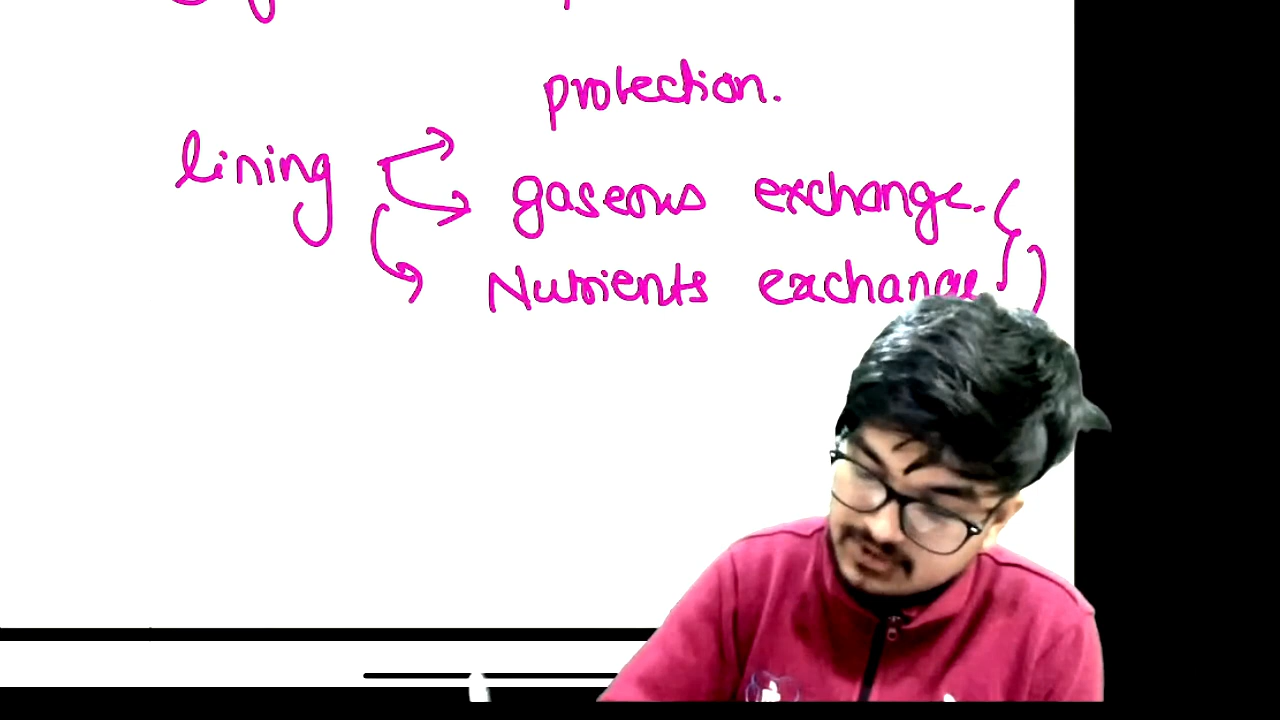 protection.
lining
gaseous exchange.
Nutrients exchange